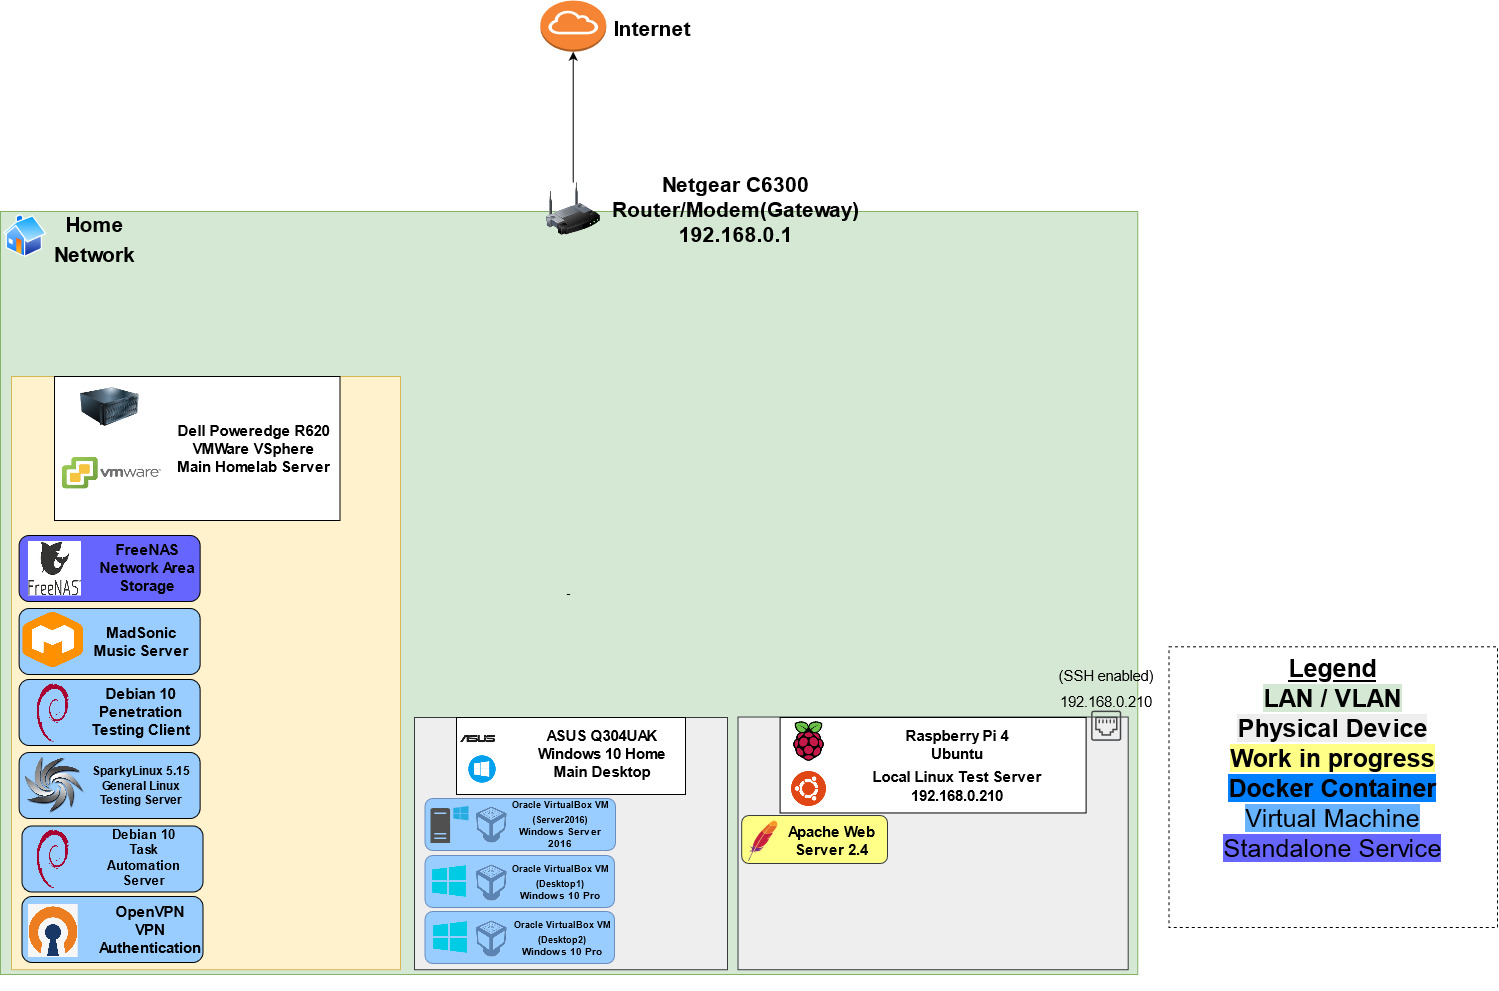 Internet
Netgear C6300
Router/Modem(Gateway)
192.168.0.1
Home
Network
Dell Poweredge R620
VMWare VSphere
Main Homelab Server
vmware
FreeNAS
Network Area
Storage
FreeNAS
MadSonic
Music Server
Debian 10
Penetration
Testing Client
SparkyLinux 5.15
General Linux
Testing Server
Debian 10
Task
Automation
Server
OpenVPN
VPN
Authentication
-
ASUS
ASUS Q304UAK
Windows 10 Home
Main Desktop
Oracle VirtualBox VM
(Server2016)
Windows Server
2016
Oracle VirtualBox VM
(Desktop1)
Windows 10 Pro
Oracle VirtualBox VM
(Desktop2)
Windows 10 Pro
(SSH enabled)
192.168.0.210
Raspberry Pi 4
Ubuntu
Local Linux Test Server
192.168.0.210
Apache Web
Server 2.4
Legend
LAN / VLAN
Physical Device
Work in progress
Docker Container
Virtual Machine
Standalone Service